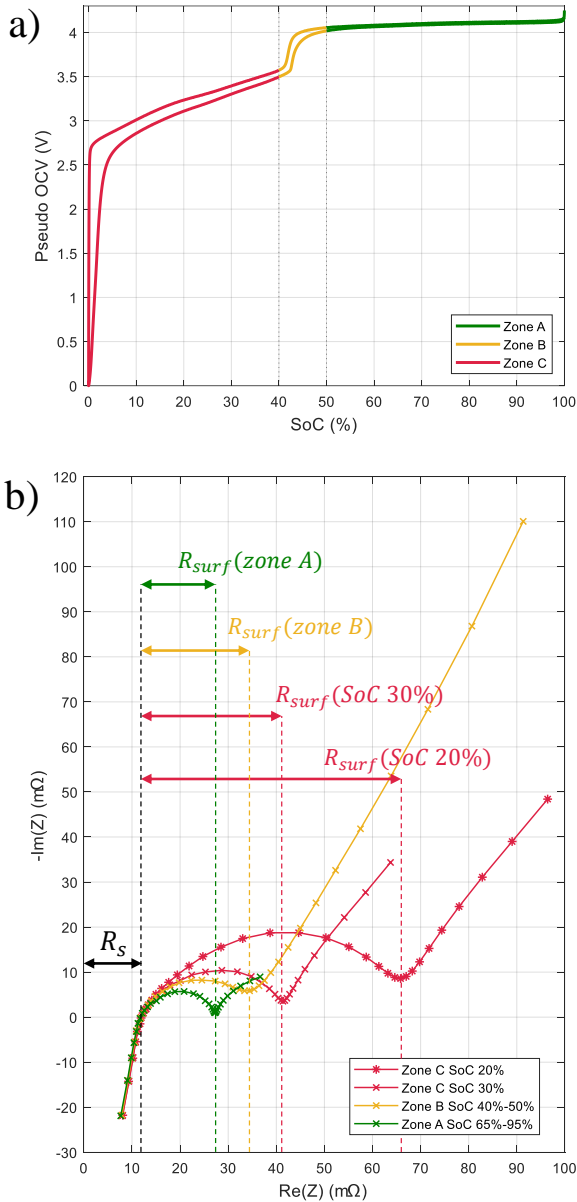 a)
4
3.5
3
2.5
2
1.5
1
0.5
0
Pseudo OCV (V)
Zone A
Zone B
Zone C
0 10 20 30 40 50 60 70 80 90 100
SoC (%)
b)
120
110
100
90
80
70
60
50
40
30
20
10
0
-10
-20
-30
-Im(Z) (mΩ)
R_surf(zone A)
R_surf(zone B)
R_surf(SoC 30%)
R_surf(SoC 20%)
R_s
Zone C SoC 20%
Zone C SoC 30%
Zone B SoC 40%-50%
Zone A SoC 65%-95%
0 10 20 30 40 50 60 70 80 90 100
Re(Z) (mΩ)